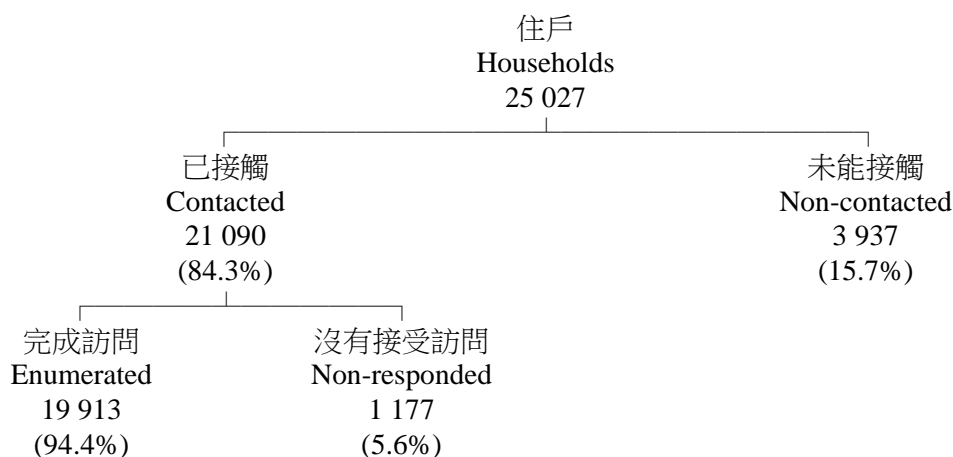 住戶
Households
25 027
已接觸
Contacted
21 090
(84.3%)
未能接觸
Non-contacted
3 937
(15.7%)
完成訪問
Enumerated
19 913
(94.4%)
沒有接受訪問
Non-responded
1 177
(5.6%)